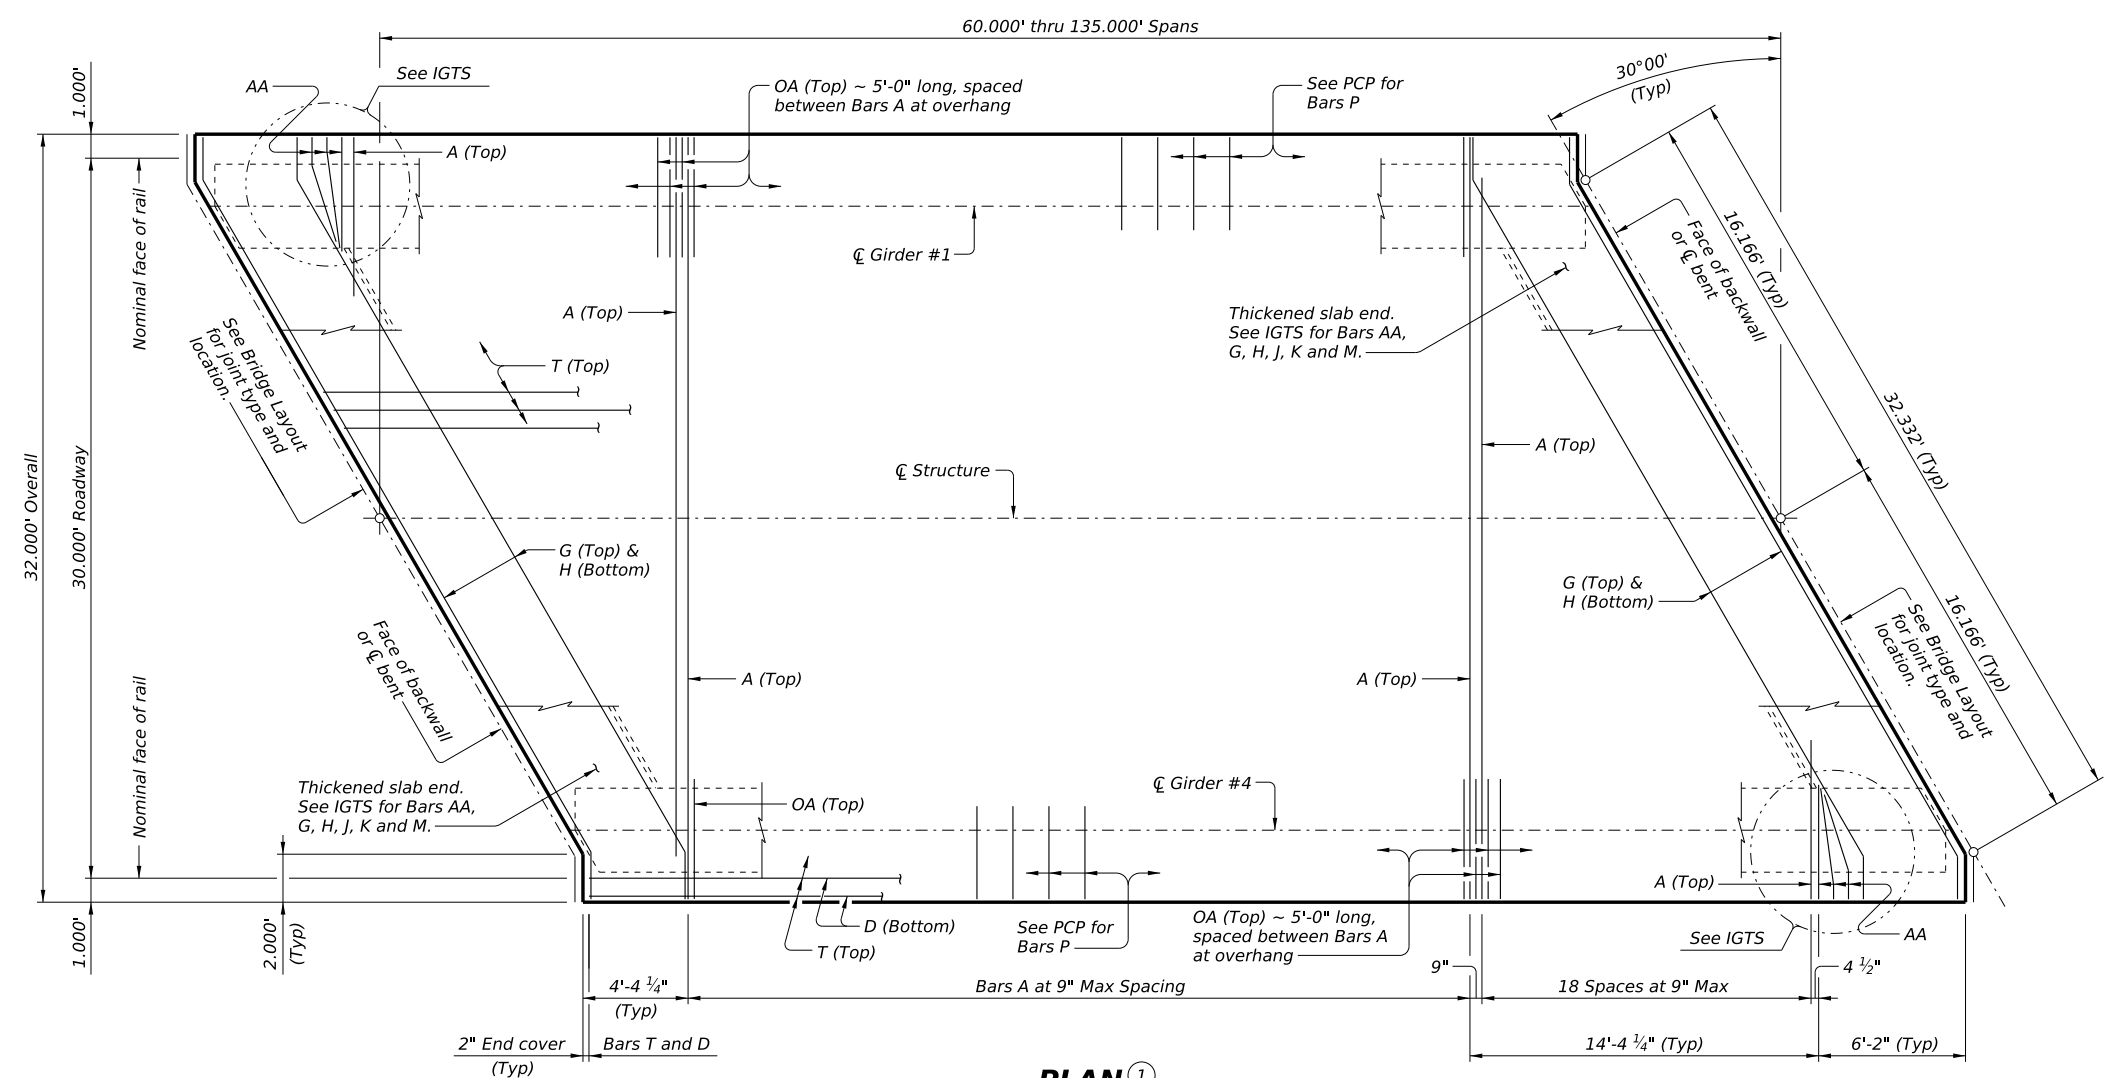 60.000' thru 135.000' Spans
1.000'
AA
See IGTS
OA (Top) ~ 5'-0" long, spaced
between Bars A at overhang
See PCP for
Bars P
30°00'
(Typ)
A (Top)
Nominal face of rail
℄ Girder #1
16.166' (Typ)
Face of backwall
or ℄ bent
A (Top)
Thickened slab end.
See IGTS for Bars AA,
G, H, J, K and M.
See Bridge Layout
for joint type and
location.
T (Top)
32.332' (Typ)
A (Top)
℄ Structure
32.000' Overall
30.000' Roadway
G (Top) &
H (Bottom)
G (Top) &
H (Bottom)
16.166' (Typ)
See Bridge Layout
for joint type and
location.
Face of backwall
or ℄ bent
A (Top)
A (Top)
Nominal face of rail
Thickened slab end.
See IGTS for Bars AA,
G, H, J, K and M.
OA (Top)
℄ Girder #4
A (Top)
1.000'
2.000'
(Typ)
D (Bottom)
T (Top)
See PCP for
Bars P
OA (Top) ~ 5'-0" long,
spaced between Bars A
at overhang
See IGTS
AA
9"
4 ½"
4'-4 ¼"
(Typ)
Bars A at 9" Max Spacing
18 Spaces at 9" Max
2" End cover
(Typ)
Bars T and D
14'-4 ¼" (Typ)
6'-2" (Typ)
PLAN 1